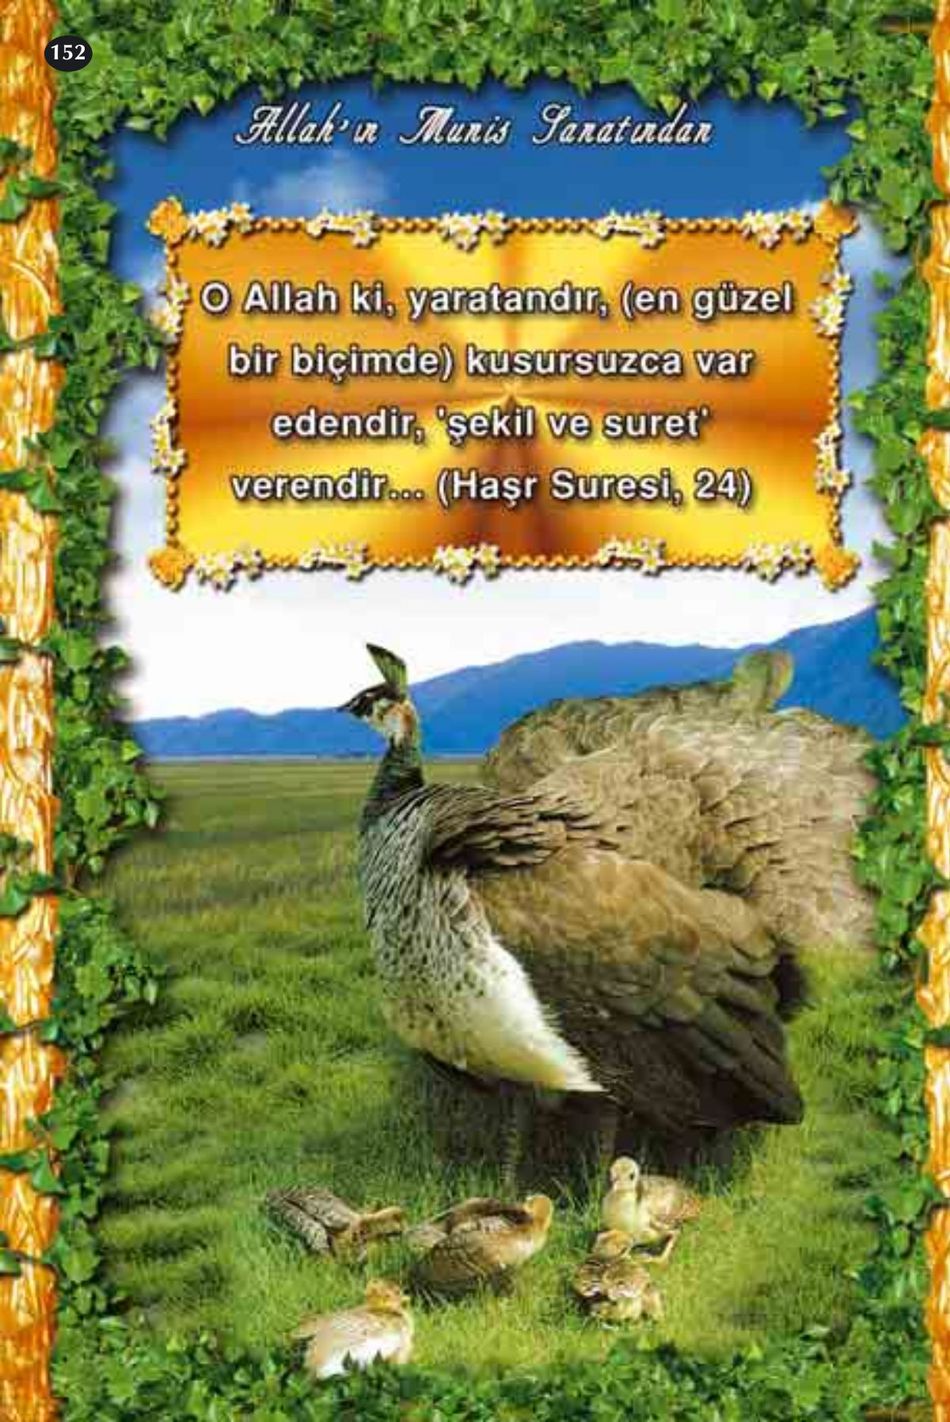 152
Allah'ın Munis Sanatından
O Allah ki, yaratandır, (en güzel
bir biçimde) kusursuzca var
edendir, 'şekil ve suret'
verendir... (Haşr Suresi, 24)